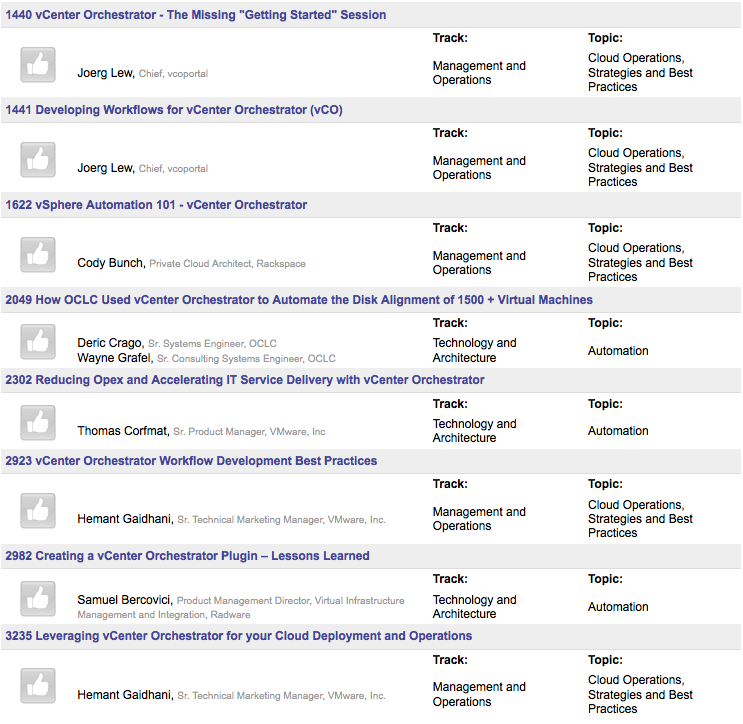 1440 vCenter Orchestrator - The Missing "Getting Started" Session
Track:
Topic:
Joerg Lew, Chief, vcoportal
Management and
Operations
Cloud Operations,
Strategies and Best
Practices
1441 Developing Workflows for vCenter Orchestrator (vCO)
Track:
Topic:
Joerg Lew, Chief, vcoportal
Management and
Operations
Cloud Operations,
Strategies and Best
Practices
1622 vSphere Automation 101 - vCenter Orchestrator
Track:
Topic:
Cody Bunch, Private Cloud Architect, Rackspace
Management and
Operations
Cloud Operations,
Strategies and Best
Practices
2049 How OCLC Used vCenter Orchestrator to Automate the Disk Alignment of 1500 + Virtual Machines
Track:
Topic:
Deric Crago, Sr. Systems Engineer, OCLC
Wayne Grafel, Sr. Consulting Systems Engineer, OCLC
Technology and
Architecture
Automation
2302 Reducing Opex and Accelerating IT Service Delivery with vCenter Orchestrator
Track:
Topic:
Thomas Corfmat, Sr. Product Manager, VMware, Inc
Technology and
Architecture
Automation
2923 vCenter Orchestrator Workflow Development Best Practices
Track:
Topic:
Hemant Gaidhani, Sr. Technical Marketing Manager, VMware, Inc.
Management and
Operations
Cloud Operations,
Strategies and Best
Practices
2982 Creating a vCenter Orchestrator Plugin – Lessons Learned
Track:
Topic:
Samuel Bercovici, Product Management Director, Virtual Infrastructure
Management and Integration, Radware
Technology and
Architecture
Automation
3235 Leveraging vCenter Orchestrator for your Cloud Deployment and Operations
Track:
Topic:
Hemant Gaidhani, Sr. Technical Marketing Manager, VMware, Inc.
Management and
Operations
Cloud Operations,
Strategies and Best
Practices